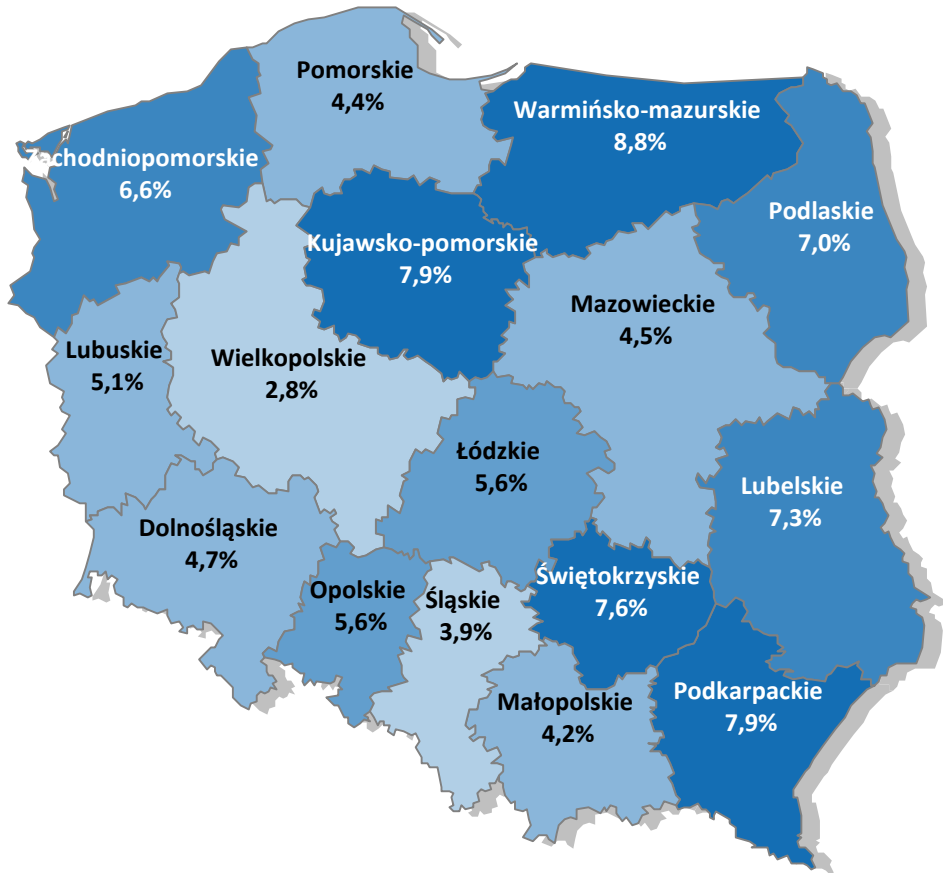 Pomorskie
4,4%
Warmińsko-mazurskie
8,8%
Zachodniopomorskie
6,6%
Podlaskie
7,0%
Kujawsko-pomorskie
7,9%
Mazowieckie
4,5%
Lubuskie
5,1%
Wielkopolskie
2,8%
Łódzkie
5,6%
Lubelskie
7,3%
Dolnośląskie
4,7%
Opolskie
5,6%
Śląskie
3,9%
Świętokrzyskie
7,6%
Małopolskie
4,2%
Podkarpackie
7,9%